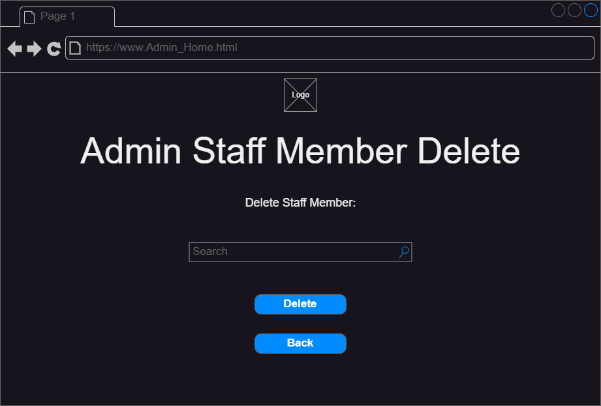 Page 1
https://www.Admin_Home.html
Logo
Admin Staff Member Delete
Delete Staff Member:
Search
Delete
Back